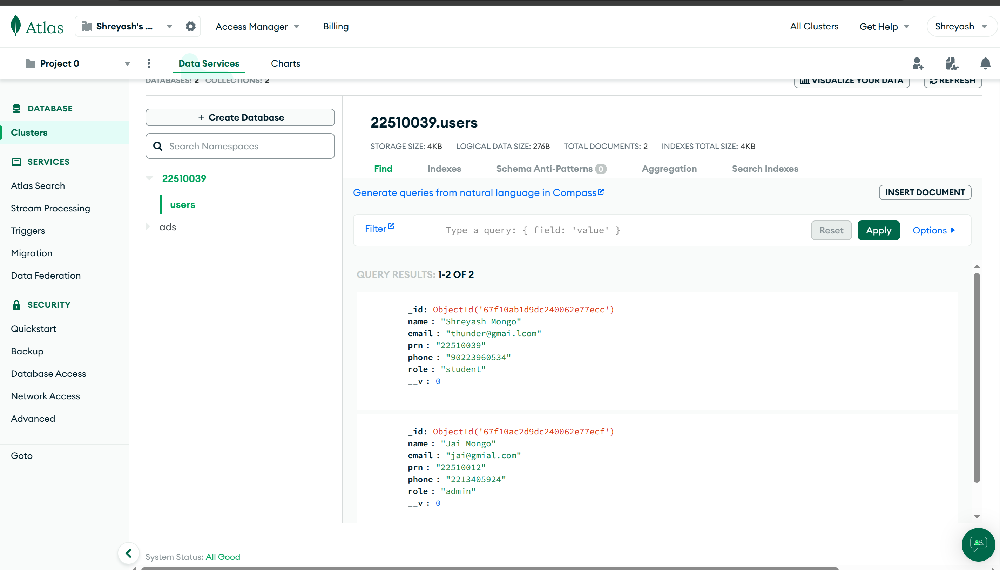 Atlas
Shreyash's ...
Access Manager
Billing
All Clusters
Get Help
Shreyash
Project 0
Data Services
Charts
DATABASES: 2 COLLECTIONS: 2
VISUALIZE YOUR DATA
REFRESH
DATABASE
Clusters
SERVICES
Atlas Search
Stream Processing
Triggers
Migration
Data Federation
SECURITY
Quickstart
Backup
Database Access
Network Access
Advanced
Goto
+ Create Database
Search Namespaces
22510039
users
ads
22510039.users
STORAGE SIZE: 4KB LOGICAL DATA SIZE: 276B TOTAL DOCUMENTS: 2 INDEXES TOTAL SIZE: 4KB
Find Indexes Schema Anti-Patterns 0 Aggregation Search Indexes
Generate queries from natural language in Compass
INSERT DOCUMENT
Filter
Type a query: { field: 'value' }
Reset
Apply
Options
QUERY RESULTS: 1-2 OF 2
_id: ObjectId('67f10ab1d9dc240062e77ecc')
name : "Shreyash Mongo"
email : "thunder@gmai.lcom"
prn : "22510039"
phone : "90223960534"
role : "student"
__v : 0
_id: ObjectId('67f10ac2d9dc240062e77ecf')
name : "Jai Mongo"
email : "jai@gmial.com"
prn : "22510012"
phone : "2213405924"
role : "admin"
__v : 0
System Status: All Good